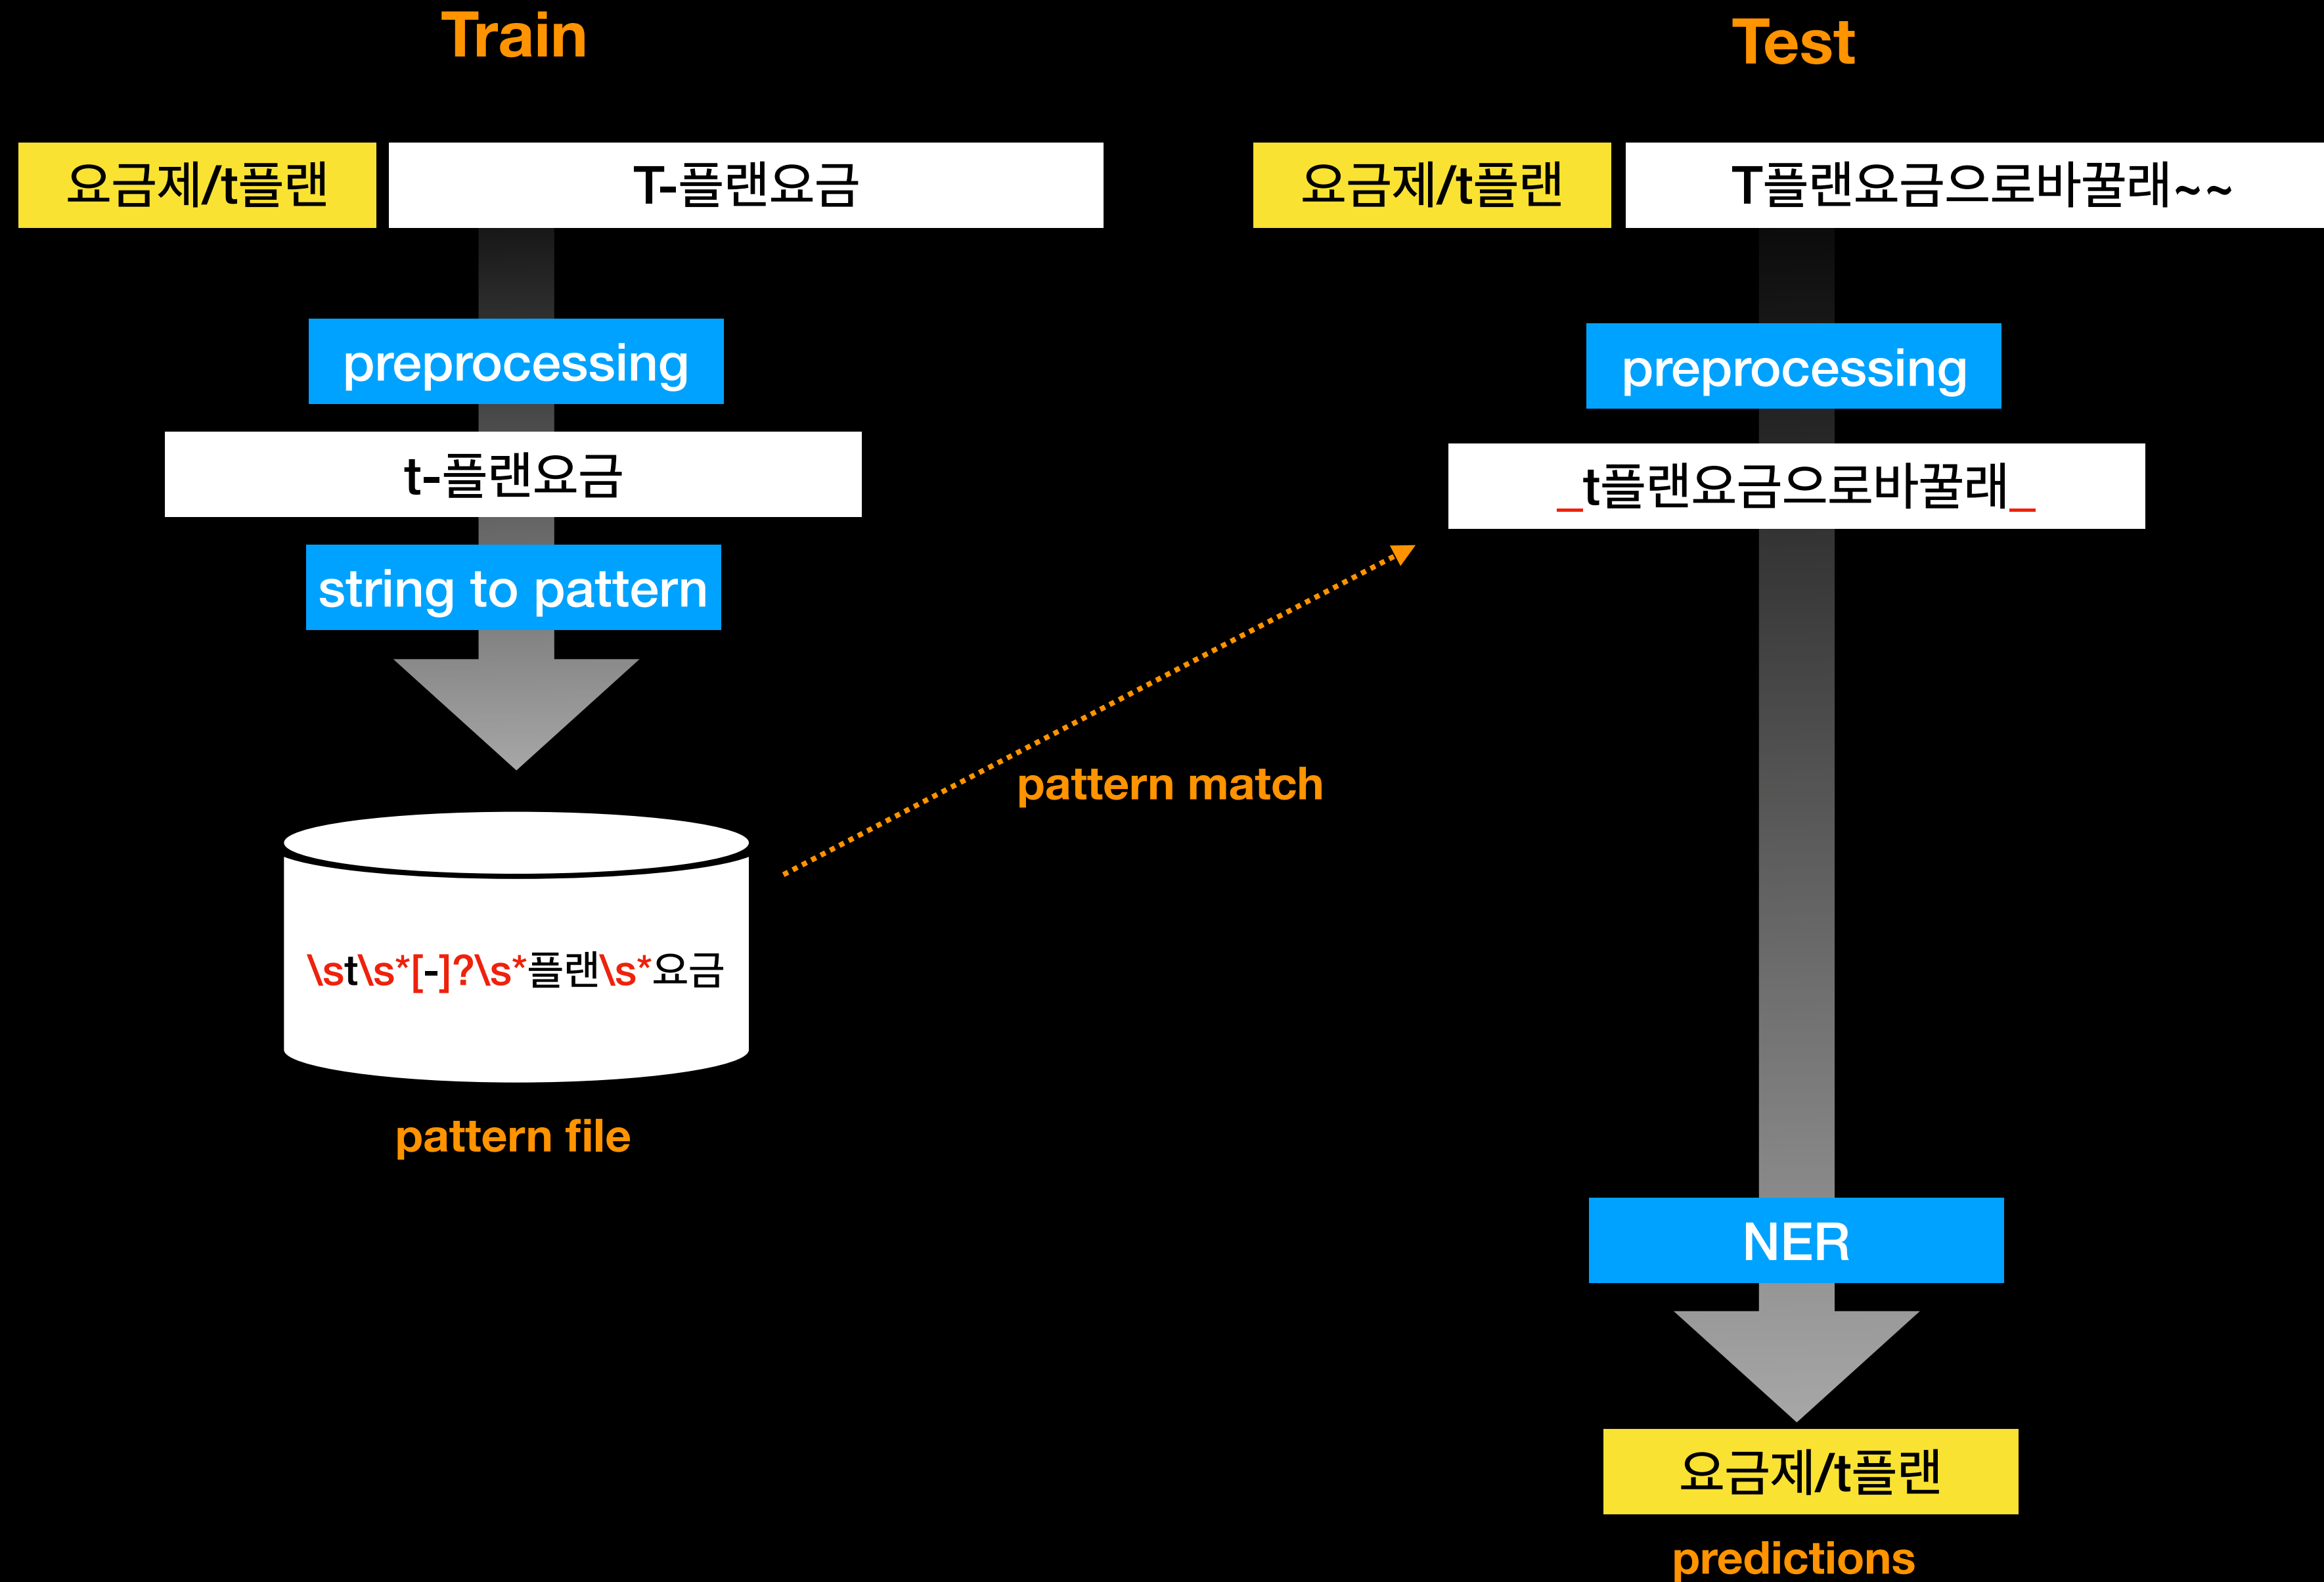 Train
요금제/t플랜
T-플랜요금
preprocessing
t-플랜요금
string to pattern
\st\s*[-]?\s*플랜\s*요금
pattern file
pattern match
Test
요금제/t플랜
T플랜요금으로바꿀래~~
preprocessing
_t플랜요금으로바꿀래_
NER
요금제/t플랜
predictions